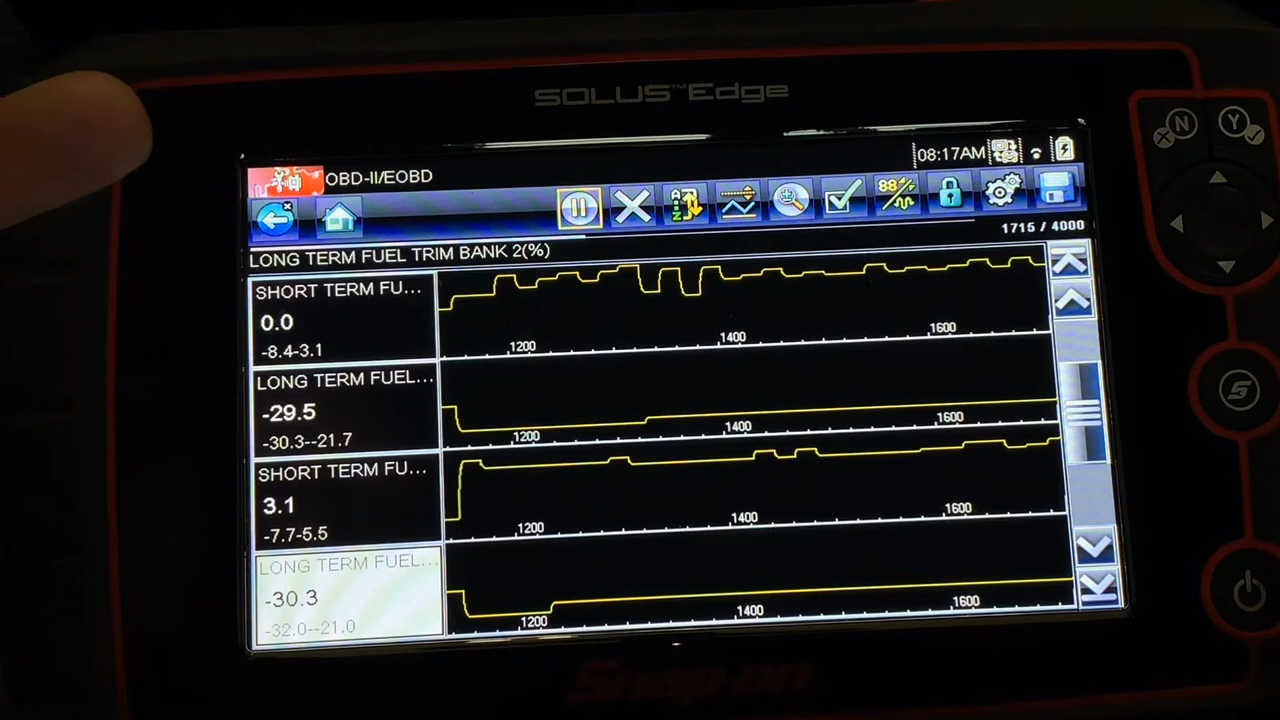 SOLUS™Edge
N
Y
08:17AM
OBD-II/EOBD
1715 / 4000
LONG TERM FUEL TRIM BANK 2(%)
SHORT TERM FU...
0.0
-8.4-3.1
1200
1400
1600
LONG TERM FUEL...
-29.5
-30.3--21.7
1200
1400
1600
SHORT TERM FU...
3.1
-7.7-5.5
1200
1400
1600
LONG TERM FUEL...
-30.3
-32.0--21.0
1200
1400
1600
Snap-on